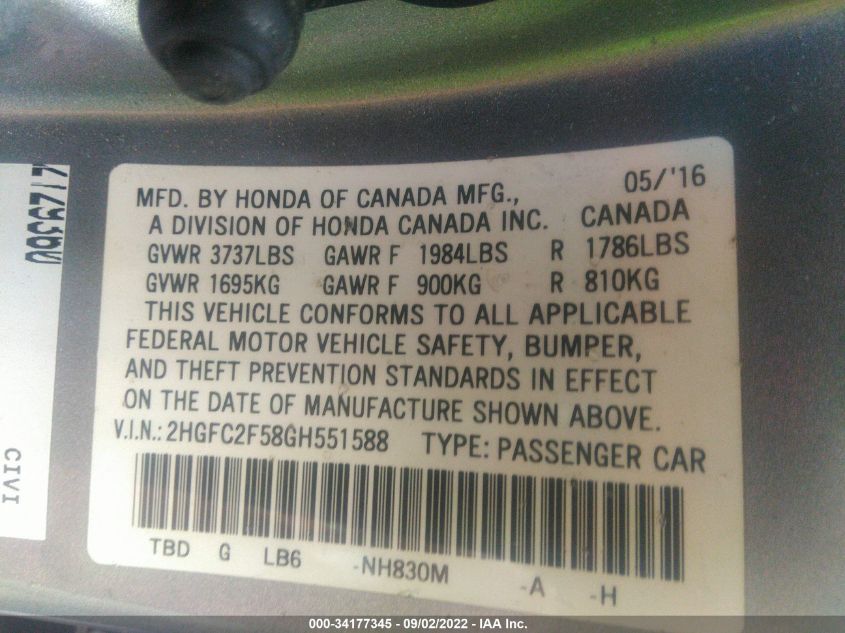 05/'16
MFD. BY HONDA OF CANADA MFG.,
A DIVISION OF HONDA CANADA INC. CANADA
GVWR 3737LBS GAWR F 1984LBS R 1786LBS
GVWR 1695KG GAWR F 900KG R 810KG
THIS VEHICLE CONFORMS TO ALL APPLICABLE
FEDERAL MOTOR VEHICLE SAFETY, BUMPER,
AND THEFT PREVENTION STANDARDS IN EFFECT
ON THE DATE OF MANUFACTURE SHOWN ABOVE.
V.I.N.: 2HGFC2F58GH551588 TYPE: PASSENGER CAR
TBD G LB6 -NH830M -A -H
CIVI
000-34177345 - 09/02/2022 - IAA Inc.